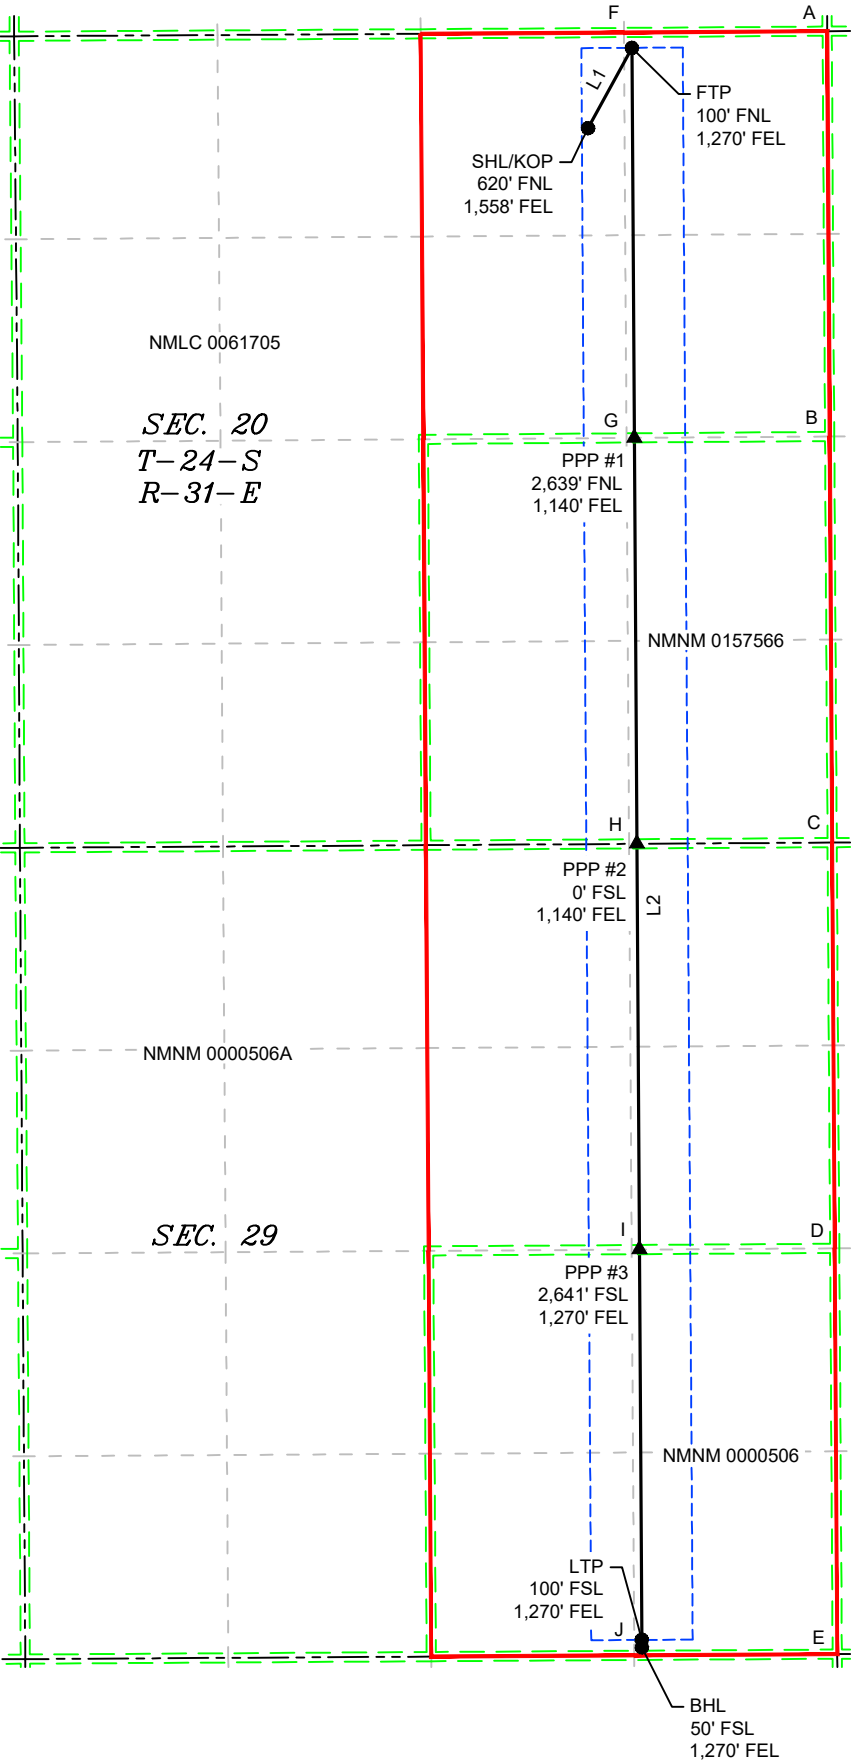 F
A
L1
FTP
100' FNL
1,270' FEL
SHL/KOP
620' FNL
1,558' FEL
NMLC 0061705
SEC. 20
T-24-S
R-31-E
G
B
PPP #1
2,639' FNL
1,140' FEL
NMNM 0157566
H
C
PPP #2
0' FSL
1,140' FEL
L2
NMNM 0000506A
SEC. 29
I
D
PPP #3
2,641' FSL
1,270' FEL
NMNM 0000506
LTP
100' FSL
1,270' FEL
J
E
BHL
50' FSL
1,270' FEL